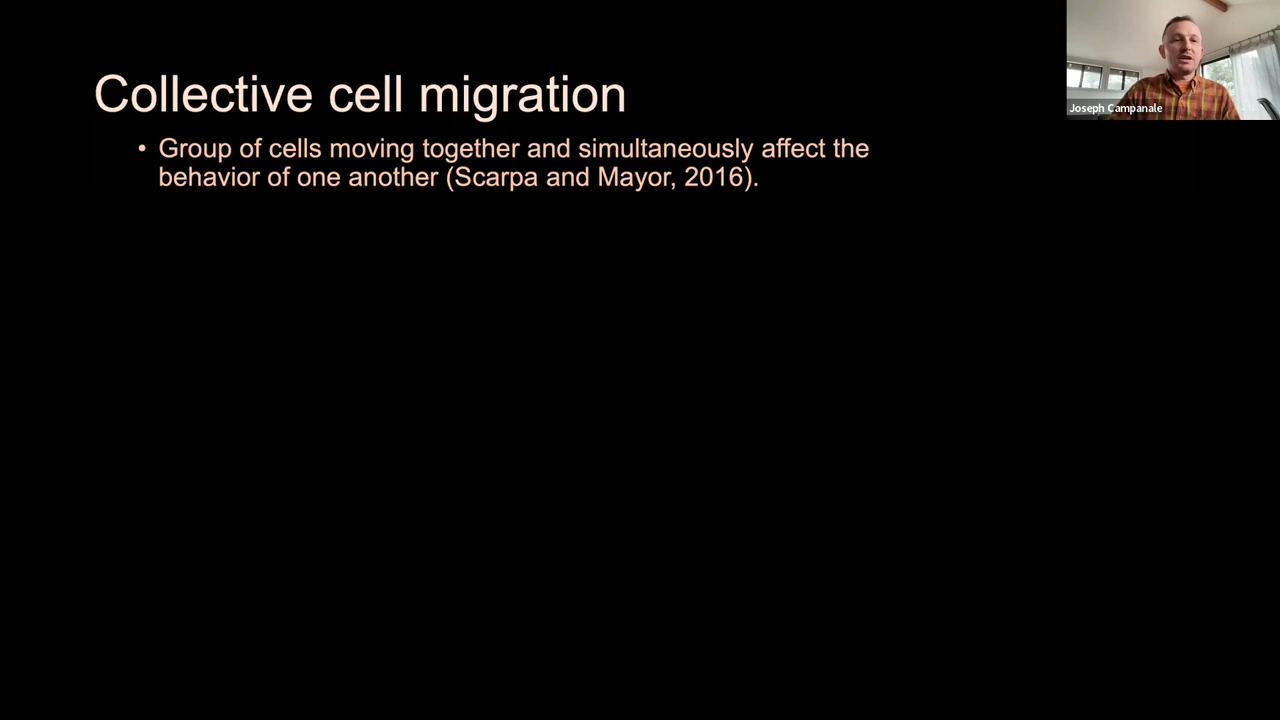 Collective cell migration
• Group of cells moving together and simultaneously affect the
behavior of one another (Scarpa and Mayor, 2016).
Joseph Campanale